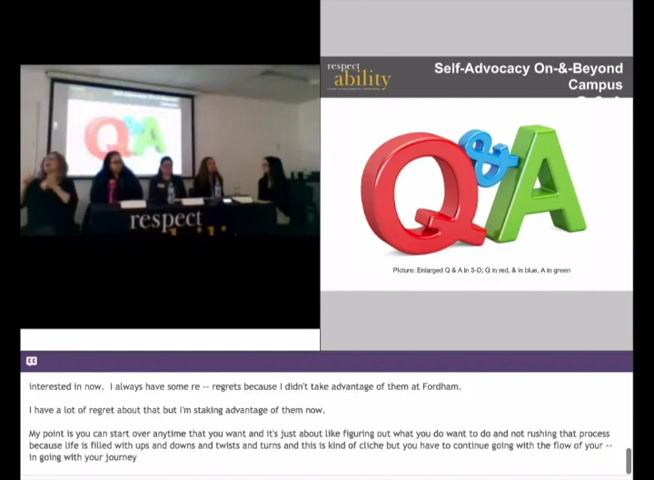 respect
ability
Self-Advocacy On-&-Beyond
Campus
Self-Advocacy On-&-Beyond
Campus
Q&A
respect
Q&A
Picture: Enlarged Q & A in 3-D; Q in red, & in blue, A in green
interested in now.  I always have some re -- regrets because I didn't take advantage of them at Fordham.
I have a lot of regret about that but I'm staking advantage of them now.
My point is you can start over anytime that you want and it's just about like figuring out what you do want to do and not rushing that process
because life is filled with ups and downs and twists and turns and this is kind of cliche but you have to continue going with the flow of your --
in going with your journey